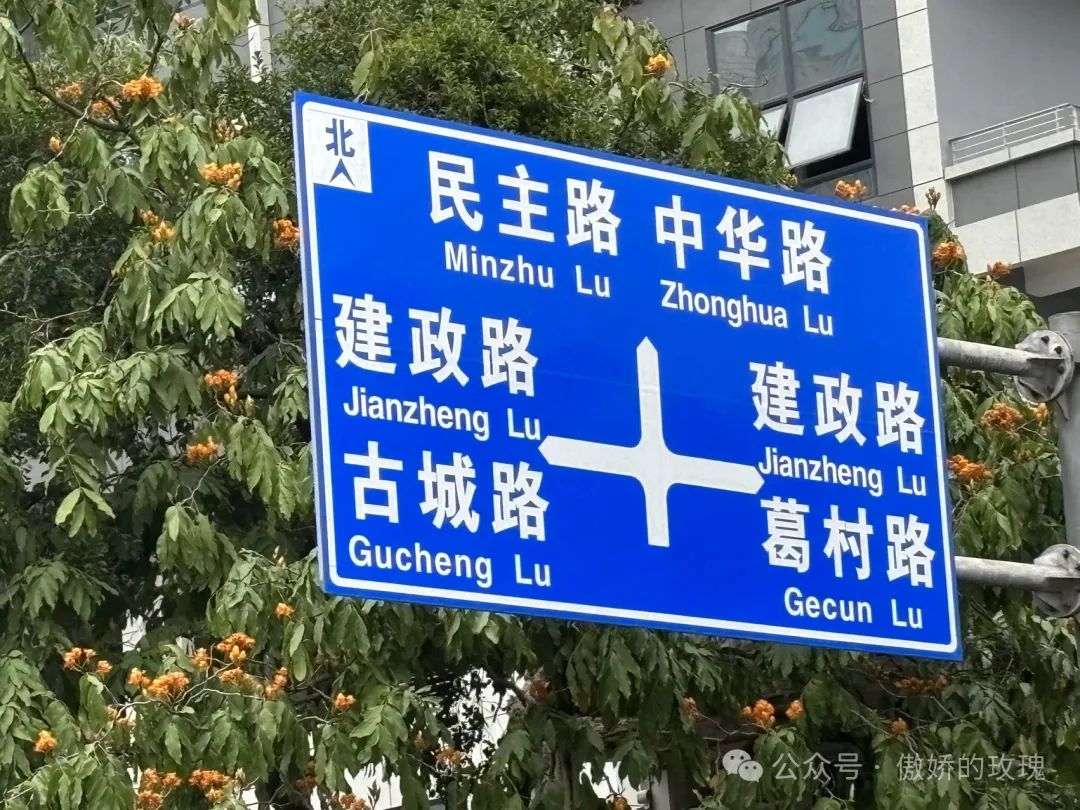 北
民主路 中华路
Minzhu Lu Zhonghua Lu
建政路
Jianzheng Lu
古城路
Gucheng Lu
建政路
Jianzheng Lu
葛村路
Gecun Lu
公众号·傲娇的玫瑰